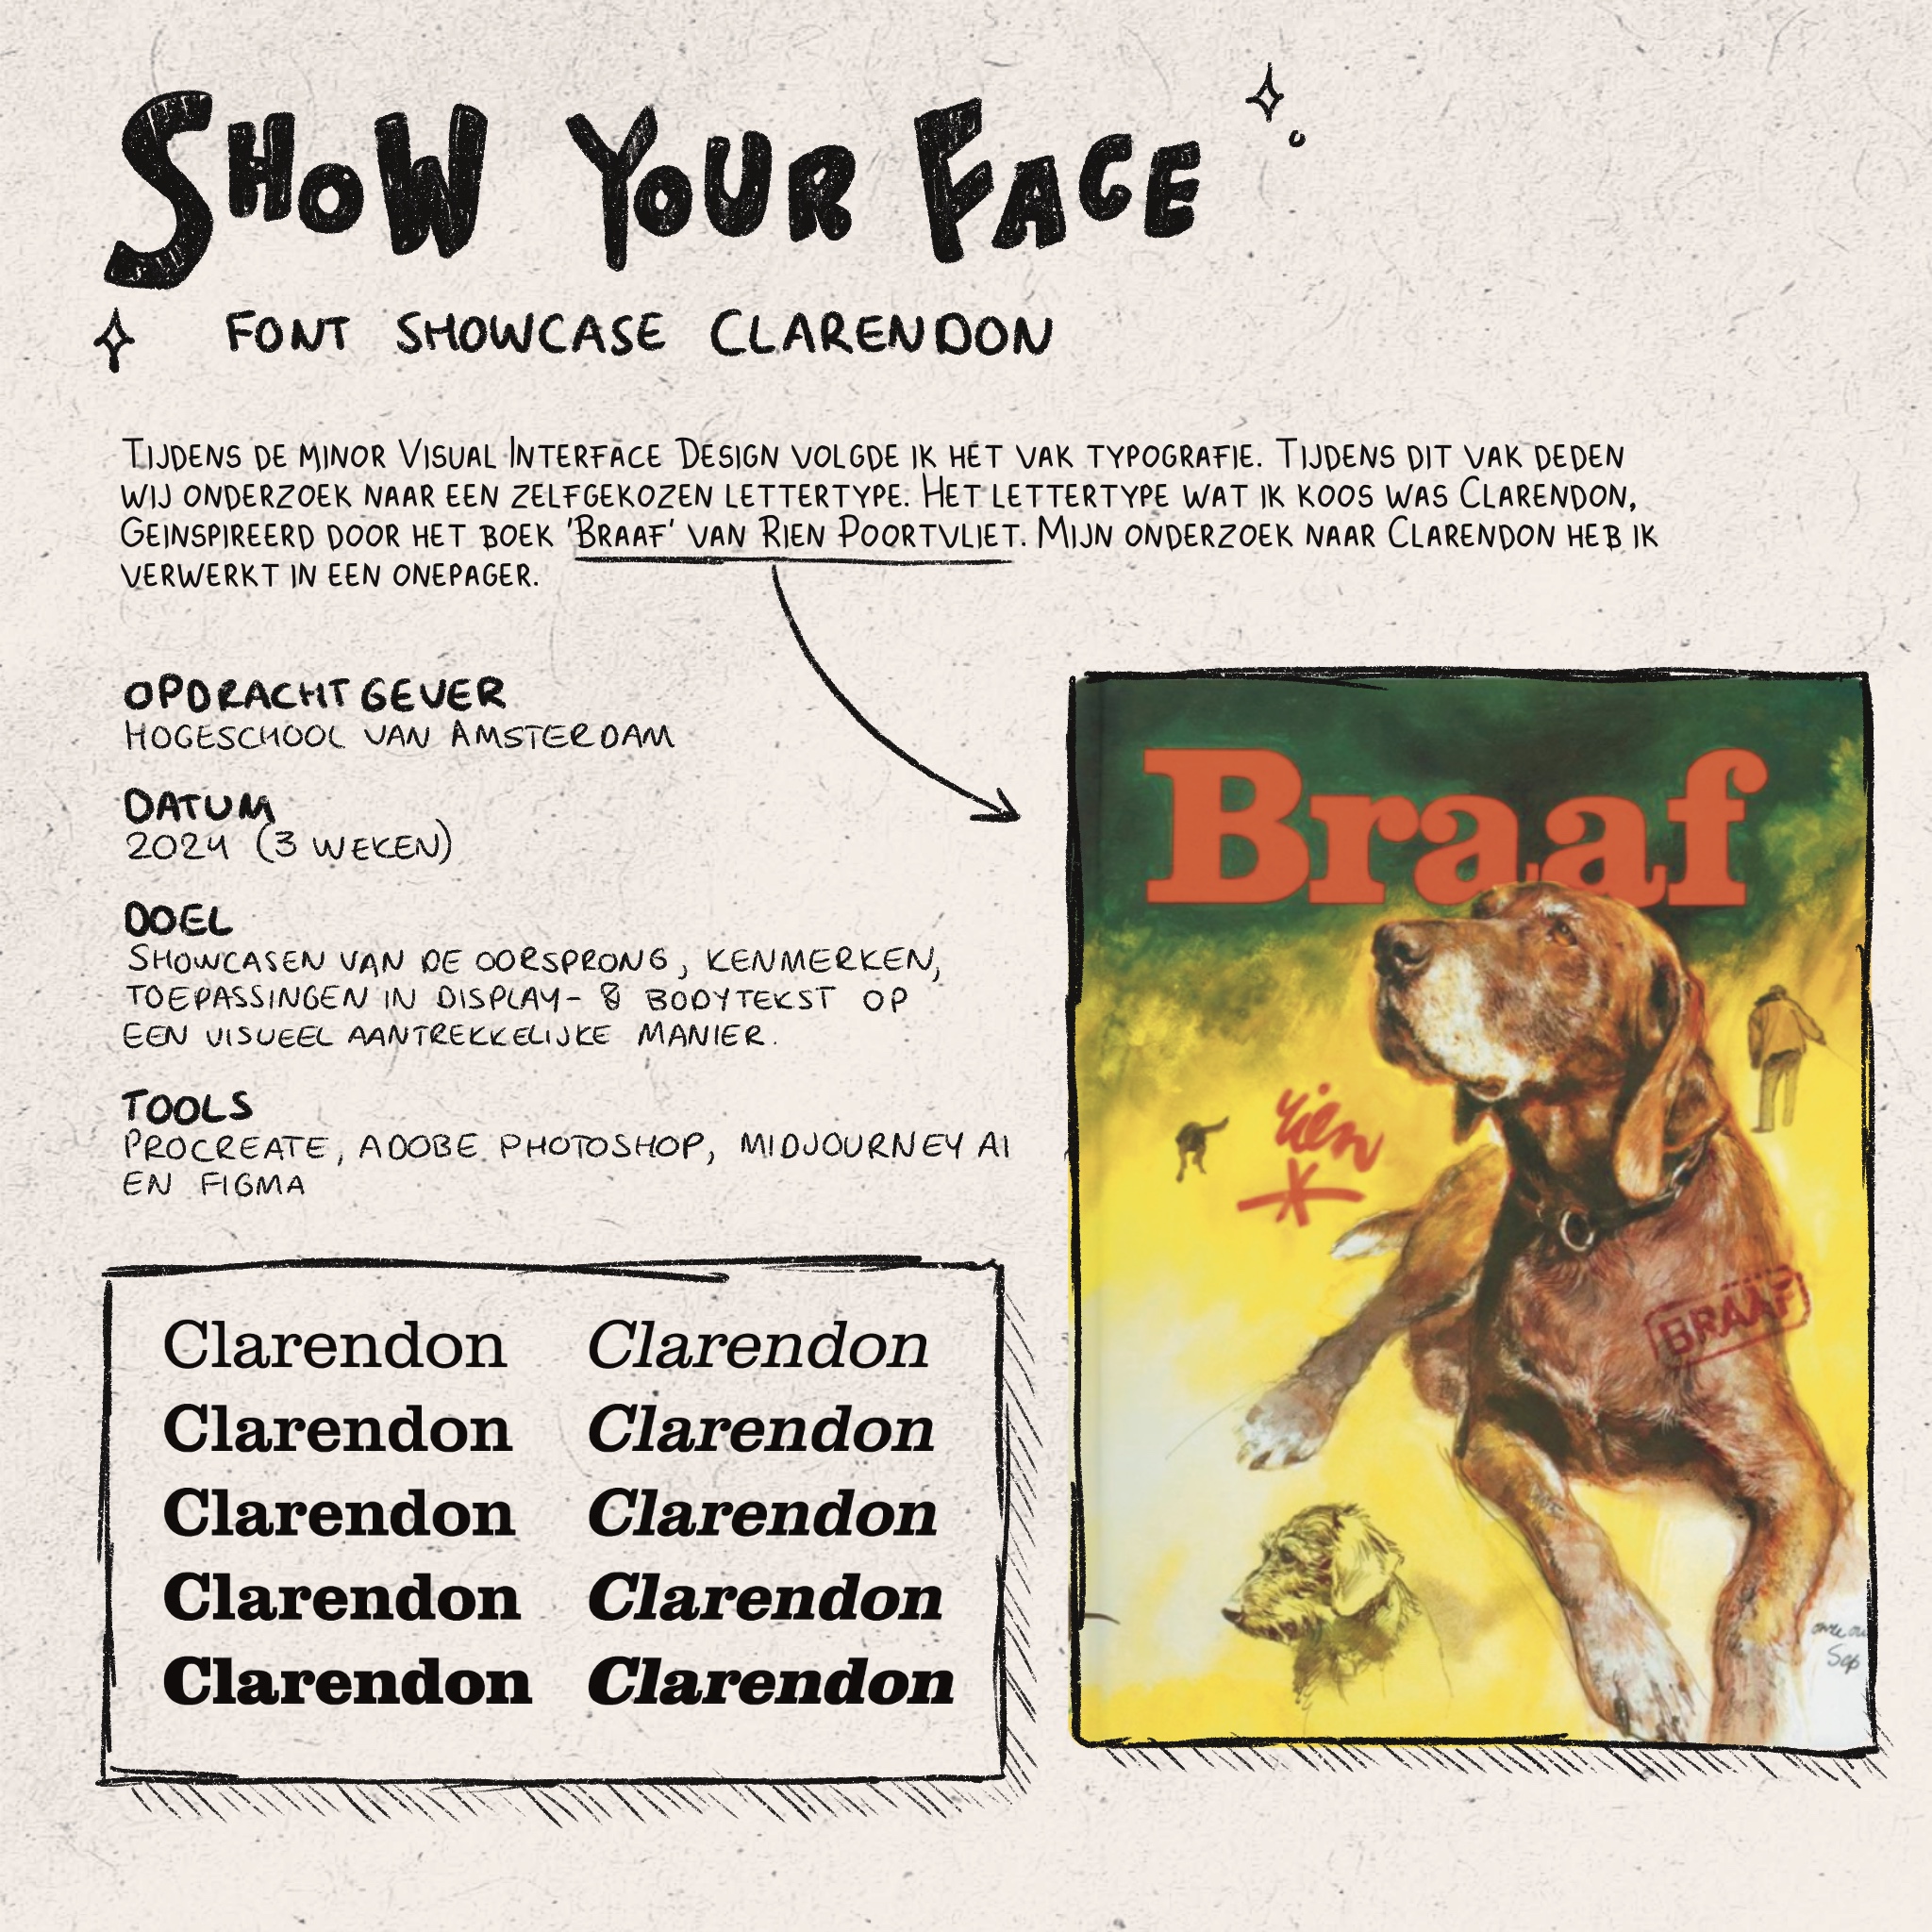 SHOW YOUR FACE
FONT SHOWCASE CLARENDON
TIJDENS DE MINOR VISUAL INTERFACE DESIGN VOLGDE IK HET VAK TYPOGRAFIE. TIJDENS DIT VAK DEDEN
WIJ ONDERZOEK NAAR EEN ZELFGEKOZEN LETTERTYPE. HET LETTERTYPE WAT IK KOOS WAS CLARENDON,
GEINSPIREERD DOOR HET BOEK 'BRAAF' VAN RIEN POORTVLIET. MIJN ONDERZOEK NAAR CLARENDON HEB IK
VERWERKT IN EEN ONEPAGER.
OPDRACHTGEVER
HOGESCHOOL VAN AMSTERDAM
DATUM
2024 (3 WEKEN)
DOEL
SHOWCASEN VAN DE OORSPRONG, KENMERKEN,
TOEPASSINGEN IN DISPLAY- & BODYTEKST OP
EEN VISUEEL AANTREKKELIJKE MANIER.
TOOLS
PROCREATE, ADOBE PHOTOSHOP, MIDJOURNEY AI
EN FIGMA
Clarendon Clarendon
Clarendon Clarendon
Clarendon Clarendon
Clarendon Clarendon
Clarendon Clarendon
Braaf
rien
BRAAF
Sep